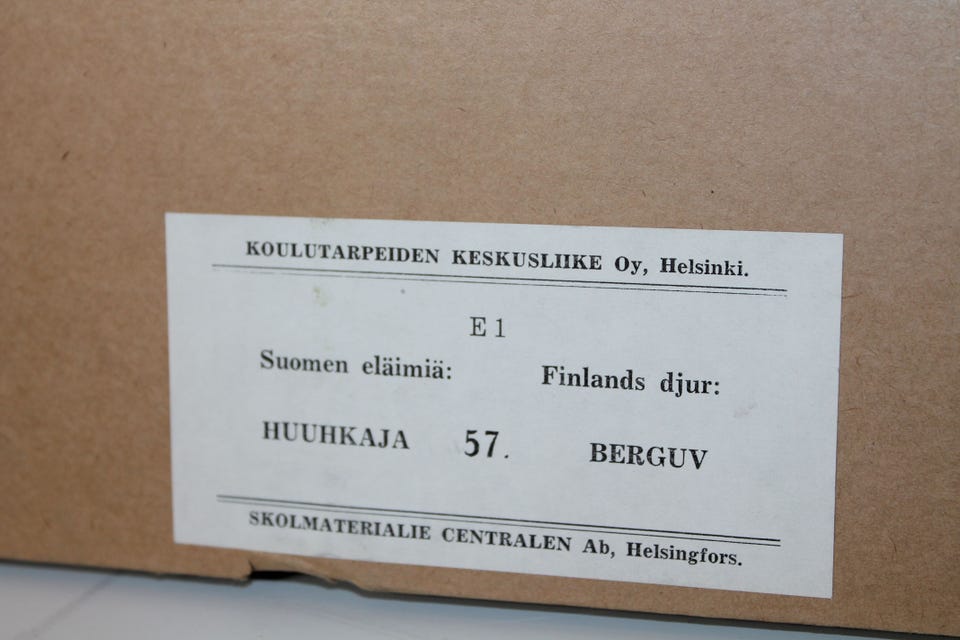 KOULUTARPEIDEN KESKUSLIIKE Oy, Helsinki.
E 1
Suomen eläimiä: Finlands djur:
HUUHKAJA 57. BERGUV
SKOLMATERIALIE CENTRALEN Ab, Helsingfors.